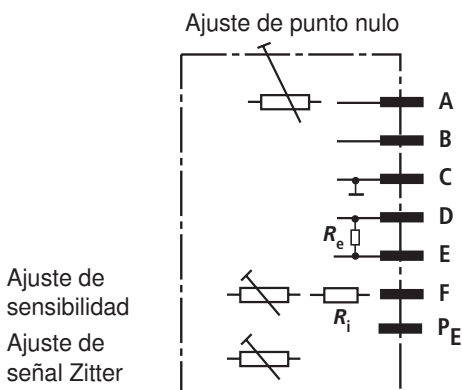 Ajuste de punto nulo
A
B
C
D
Re
E
Ajuste de
sensibilidad
F
Ri
PE
Ajuste de
señal Zitter